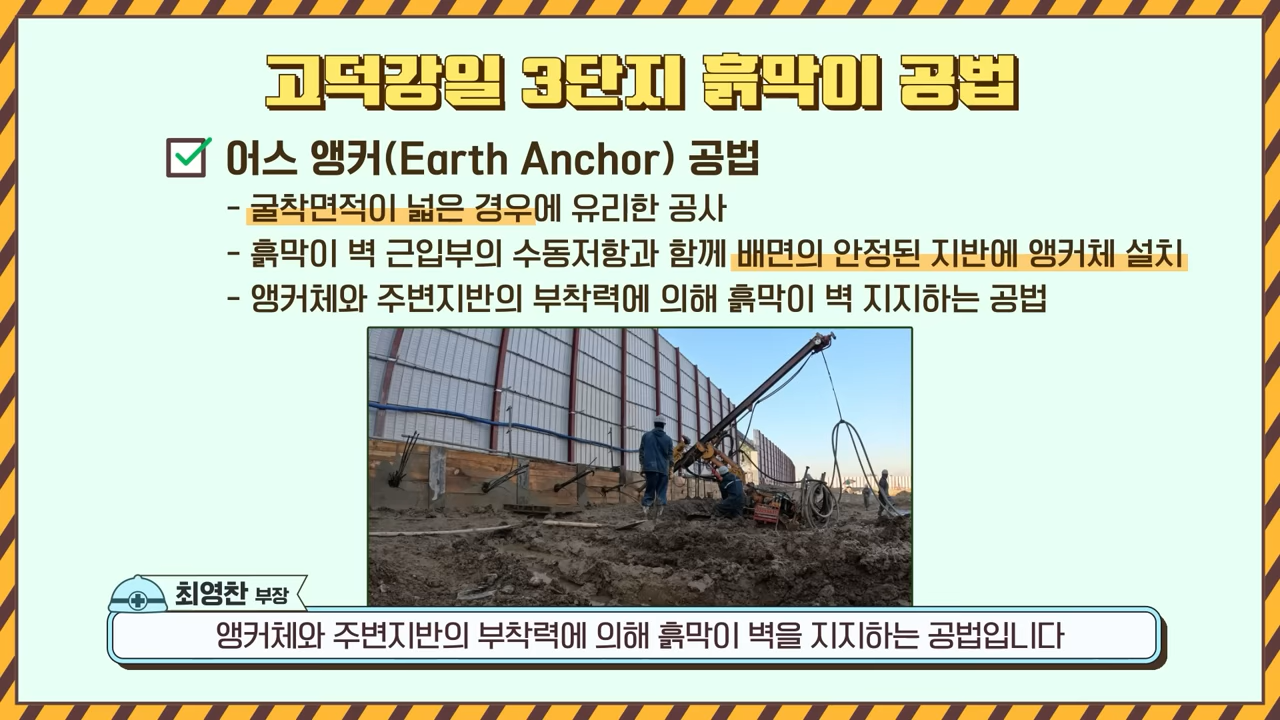 고덕강일 3단지 흙막이 공법
어스 앵커(Earth Anchor) 공법
- 굴착면적이 넓은 경우에 유리한 공사
- 흙막이 벽 근입부의 수동저항과 함께 배면의 안정된 지반에 앵커체 설치
- 앵커체와 주변지반의 부착력에 의해 흙막이 벽 지지하는 공법
최영찬 부장
앵커체와 주변지반의 부착력에 의해 흙막이 벽을 지지하는 공법입니다